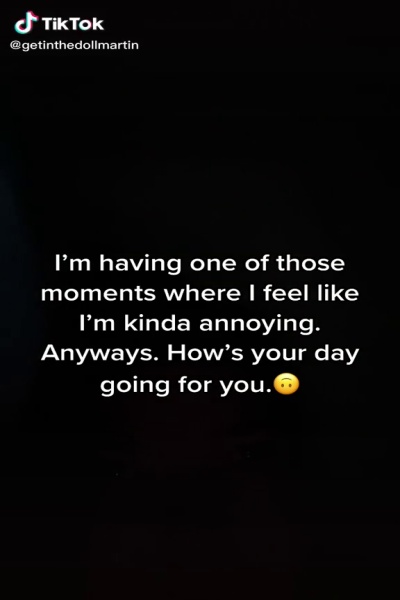 TikTok
@getinthedollmartin
I’m having one of those
moments where I feel like
I’m kinda annoying.
Anyways. How’s your day
going for you.🙃